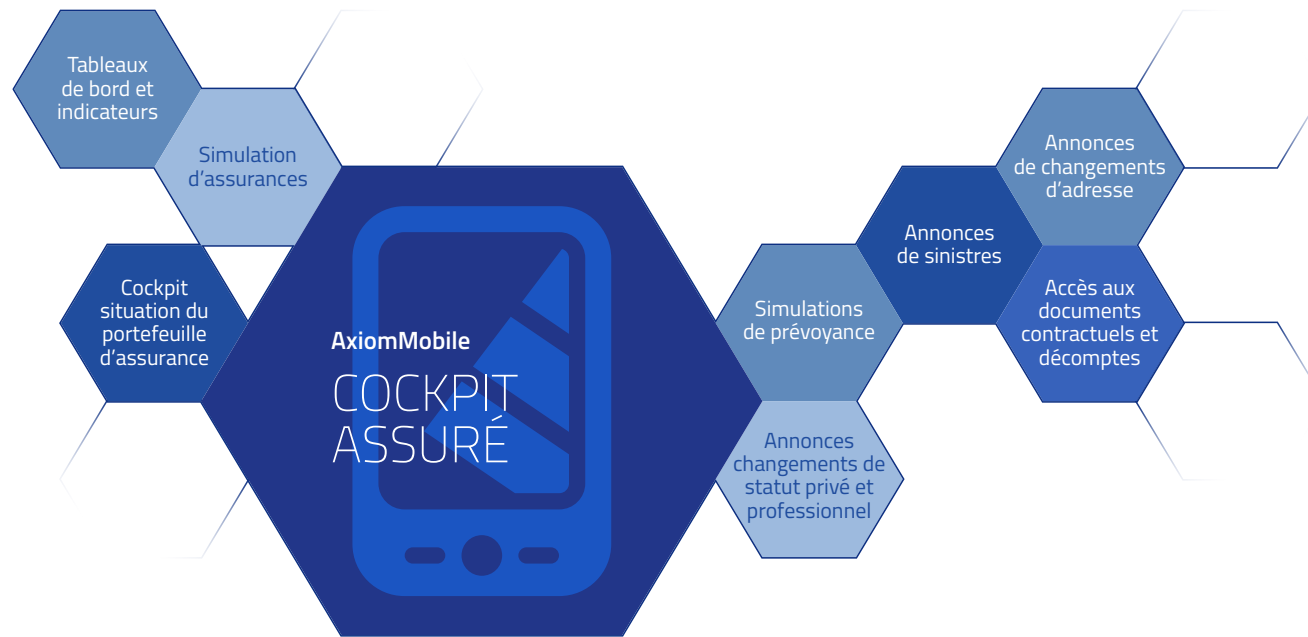 Tableaux
de bord et
indicateurs
Simulation
d’assurances
Cockpit
situation du
portefeuille
d’assurance
AxiomMobile
COCKPIT
ASSURÉ
Simulations
de prévoyance
Annonces
changements de
statut privé et
professionnel
Annonces
de sinistres
Annonces
de changements
d’adresse
Accès aux
documents
contractuels et
décomptes